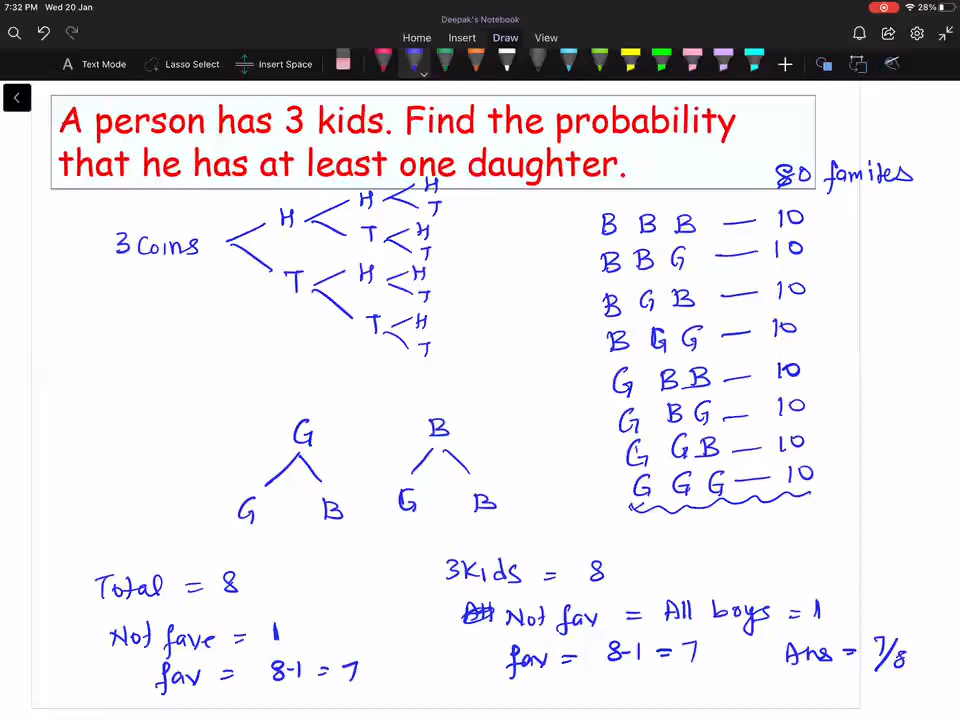 7:32 PM Wed 20 Jan
28%
Deepak's Notebook
Home Insert Draw View
Text Mode Lasso Select Insert Space
A person has 3 kids. Find the probability
that he has at least one daughter.
80 familes
3 Coins
H H H
T
T H
T
T H H
T
T H
T
B B B — 10
B B G — 10
B G B — 10
B G G — 10
G B B — 10
G B G — 10
G G B — 10
G G G — 10
G B
G B G B
Total = 8
Not fave = 1
fav = 8-1 = 7
3 Kids = 8
Not fav = All boys = 1
fav = 8-1 = 7 Ans = 7/8